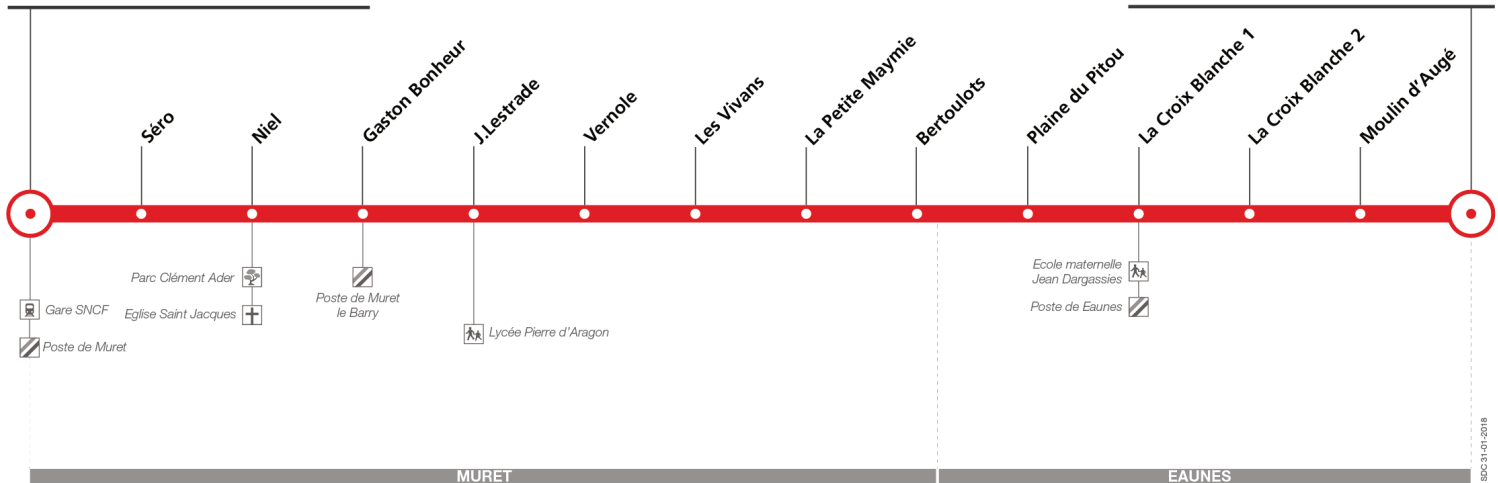 Séro
Niel
Gaston Bonheur
J.Lestrade
Vernole
Les Vivans
La Petite Maymie
Bertoulots
Plaine du Pitou
La Croix Blanche 1
La Croix Blanche 2
Moulin d'Augé
Gare SNCF
Poste de Muret
Parc Clément Ader
Eglise Saint Jacques
Poste de Muret
le Barry
Lycée Pierre d'Aragon
Ecole maternelle
Jean Dargassies
Poste de Eaunes
MURET
EAUNES
SDC 31-01-2018